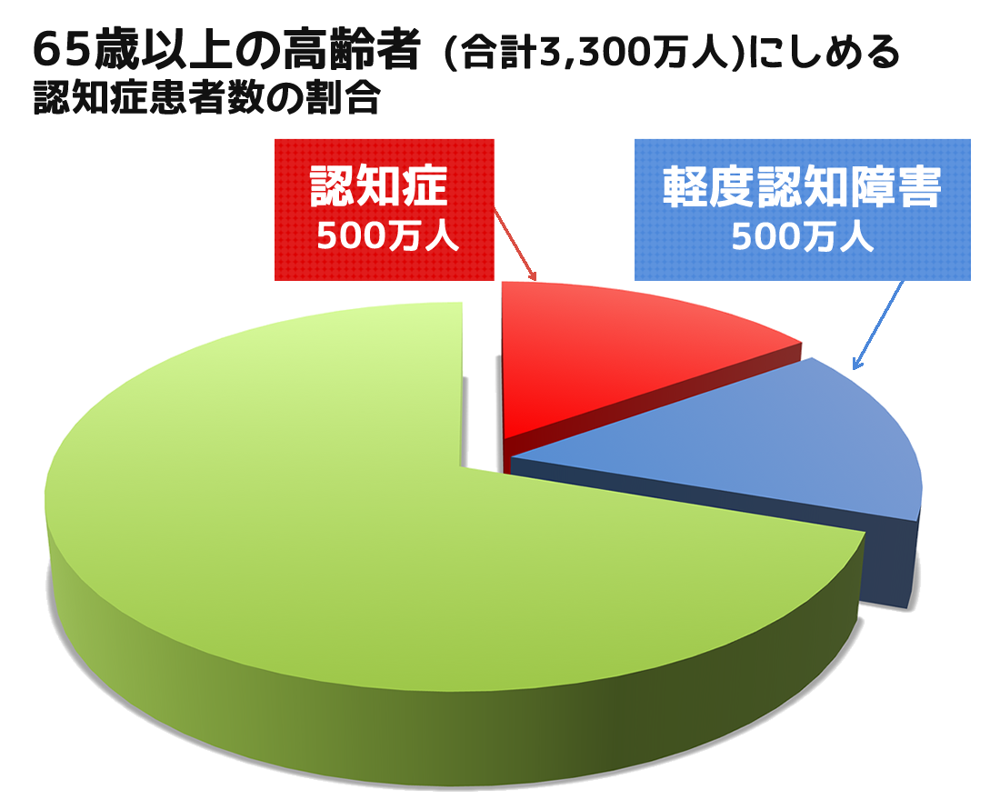 65歳以上の高齢者 (合計3,300万人)にしめる
認知症患者数の割合
認知症
500万人
軽度認知障害
500万人